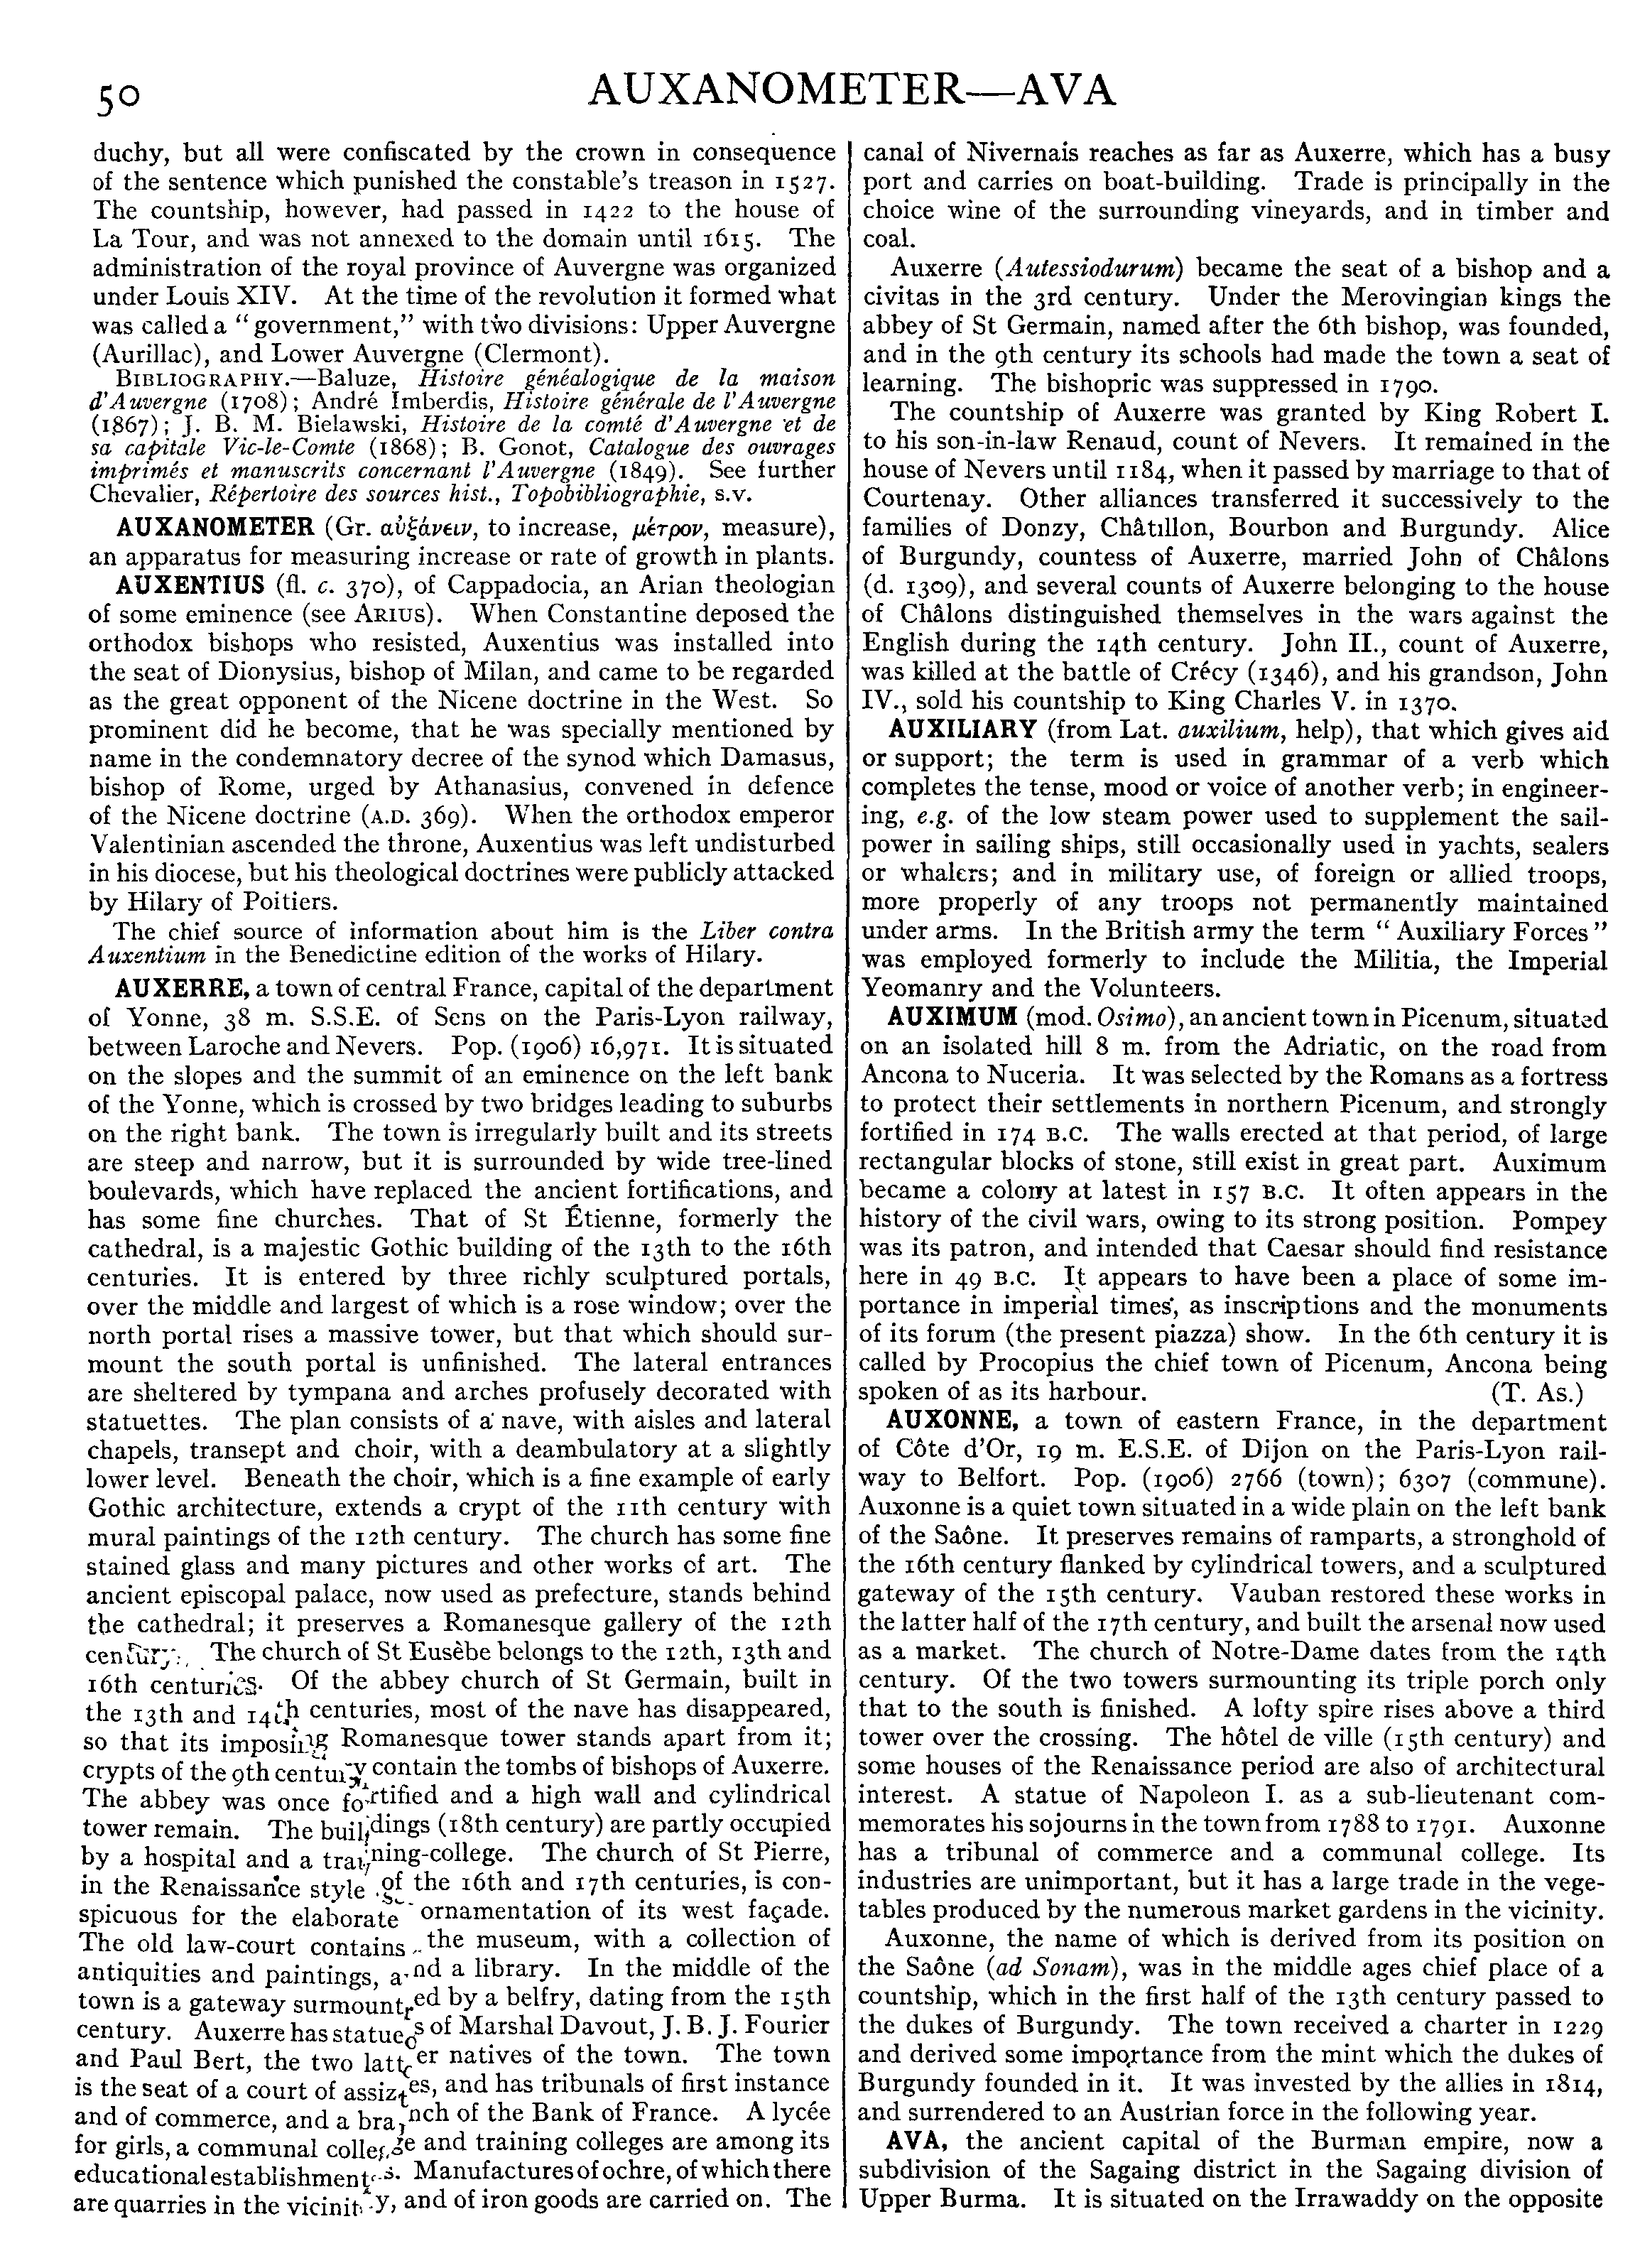 50
AUXANOMETER—AVA
duchy, but all were confiscated by the crown in consequence
of the sentence which punished the constable's treason in 1527.
The countship, however, had passed in 1422 to the house of
La Tour, and was not annexed to the domain until 1615. The
administration of the royal province of Auvergne was organized
under Louis XIV. At the time of the revolution it formed what
was called a “government,” with two divisions: Upper Auvergne
(Aurillac), and Lower Auvergne (Clermont).
BIBLIOGRAPHY.—Baluze, Histoire généalogique de la maison
d'Auvergne (1708); André Imberdis, Histoire générale de l'Auvergne
(1867); J. B. M. Bielawski, Histoire de la comté d'Auvergne et de
sa capitale Vic-le-Comte (1868); B. Gonot, Catalogue des ouvrages
imprimés et manuscrits concernant l'Auvergne (1849). See further
Chevalier, Répertoire des sources hist., Topobibliographie, s.v.
AUXANOMETER (Gr. αὐξάνειν, to increase, μέτρον, measure),
an apparatus for measuring increase or rate of growth in plants.
AUXENTIUS (fl. c. 370), of Cappadocia, an Arian theologian
of some eminence (see ARIUS). When Constantine deposed the
orthodox bishops who resisted, Auxentius was installed into
the seat of Dionysius, bishop of Milan, and came to be regarded
as the great opponent of the Nicene doctrine in the West. So
prominent did he become, that he was specially mentioned by
name in the condemnatory decree of the synod which Damasus,
bishop of Rome, urged by Athanasius, convened in defence
of the Nicene doctrine (A.D. 369). When the orthodox emperor
Valentinian ascended the throne, Auxentius was left undisturbed
in his diocese, but his theological doctrines were publicly attacked
by Hilary of Poitiers.
The chief source of information about him is the Liber contra
Auxentium in the Benedictine edition of the works of Hilary.
AUXERRE, a town of central France, capital of the department
of Yonne, 38 m. S.S.E. of Sens on the Paris-Lyon railway,
between Laroche and Nevers. Pop. (1906) 16,971. It is situated
on the slopes and the summit of an eminence on the left bank
of the Yonne, which is crossed by two bridges leading to suburbs
on the right bank. The town is irregularly built and its streets
are steep and narrow, but it is surrounded by wide tree-lined
boulevards, which have replaced the ancient fortifications, and
has some fine churches. That of St Étienne, formerly the
cathedral, is a majestic Gothic building of the 13th to the 16th
centuries. It is entered by three richly sculptured portals,
over the middle and largest of which is a rose window; over the
north portal rises a massive tower, but that which should sur-
mount the south portal is unfinished. The lateral entrances
are sheltered by tympana and arches profusely decorated with
statuettes. The plan consists of a nave, with aisles and lateral
chapels, transept and choir, with a deambulatory at a slightly
lower level. Beneath the choir, which is a fine example of early
Gothic architecture, extends a crypt of the 11th century with
mural paintings of the 12th century. The church has some fine
stained glass and many pictures and other works of art. The
ancient episcopal palace, now used as prefecture, stands behind
the cathedral; it preserves a Romanesque gallery of the 12th
century. The church of St Eusèbe belongs to the 12th, 13th and
16th centuries. Of the abbey church of St Germain, built in
the 13th and 14th centuries, most of the nave has disappeared,
so that its imposing Romanesque tower stands apart from it;
crypts of the 9th century contain the tombs of bishops of Auxerre.
The abbey was once fortified and a high wall and cylindrical
tower remain. The buildings (18th century) are partly occupied
by a hospital and a training-college. The church of St Pierre,
in the Renaissance style of the 16th and 17th centuries, is con-
spicuous for the elaborate ornamentation of its west façade.
The old law-court contains the museum, with a collection of
antiquities and paintings, and a library. In the middle of the
town is a gateway surmounted by a belfry, dating from the 15th
century. Auxerre has statues of Marshal Davout, J. B. J. Fourier
and Paul Bert, the two latter natives of the town. The town
is the seat of a court of assizes, and has tribunals of first instance
and of commerce, and a branch of the Bank of France. A lycée
for girls, a communal college and training colleges are among its
educational establishments. Manufactures of ochre, of which there
are quarries in the vicinity, and of iron goods are carried on. The
canal of Nivernais reaches as far as Auxerre, which has a busy
port and carries on boat-building. Trade is principally in the
choice wine of the surrounding vineyards, and in timber and
coal.
Auxerre (Autessiodurum) became the seat of a bishop and a
civitas in the 3rd century. Under the Merovingian kings the
abbey of St Germain, named after the 6th bishop, was founded,
and in the 9th century its schools had made the town a seat of
learning. The bishopric was suppressed in 1790.
The countship of Auxerre was granted by King Robert I.
to his son-in-law Renaud, count of Nevers. It remained in the
house of Nevers until 1184, when it passed by marriage to that of
Courtenay. Other alliances transferred it successively to the
families of Donzy, Châtillon, Bourbon and Burgundy. Alice
of Burgundy, countess of Auxerre, married John of Châlons
(d. 1309), and several counts of Auxerre belonging to the house
of Châlons distinguished themselves in the wars against the
English during the 14th century. John II., count of Auxerre,
was killed at the battle of Crécy (1346), and his grandson, John
IV., sold his countship to King Charles V. in 1370.
AUXILIARY (from Lat. auxilium, help), that which gives aid
or support; the term is used in grammar of a verb which
completes the tense, mood or voice of another verb; in engineer-
ing, e.g. of the low steam power used to supplement the sail-
power in sailing ships, still occasionally used in yachts, sealers
or whalers; and in military use, of foreign or allied troops,
more properly of any troops not permanently maintained
under arms. In the British army the term “Auxiliary Forces”
was employed formerly to include the Militia, the Imperial
Yeomanry and the Volunteers.
AUXIMUM (mod. Osimo), an ancient town in Picenum, situated
on an isolated hill 8 m. from the Adriatic, on the road from
Ancona to Nuceria. It was selected by the Romans as a fortress
to protect their settlements in northern Picenum, and strongly
fortified in 174 B.C. The walls erected at that period, of large
rectangular blocks of stone, still exist in great part. Auximum
became a colony at latest in 157 B.C. It often appears in the
history of the civil wars, owing to its strong position. Pompey
was its patron, and intended that Caesar should find resistance
here in 49 B.C. It appears to have been a place of some im-
portance in imperial times, as inscriptions and the monuments
of its forum (the present piazza) show. In the 6th century it is
called by Procopius the chief town of Picenum, Ancona being
spoken of as its harbour. (T. As.)
AUXONNE, a town of eastern France, in the department
of Côte d'Or, 19 m. E.S.E. of Dijon on the Paris-Lyon rail-
way to Belfort. Pop. (1906) 2766 (town); 6307 (commune).
Auxonne is a quiet town situated in a wide plain on the left bank
of the Saône. It preserves remains of ramparts, a stronghold of
the 16th century flanked by cylindrical towers, and a sculptured
gateway of the 15th century. Vauban restored these works in
the latter half of the 17th century, and built the arsenal now used
as a market. The church of Notre-Dame dates from the 14th
century. Of the two towers surmounting its triple porch only
that to the south is finished. A lofty spire rises above a third
tower over the crossing. The hôtel de ville (15th century) and
some houses of the Renaissance period are also of architectural
interest. A statue of Napoleon I. as a sub-lieutenant com-
memorates his sojourns in the town from 1788 to 1791. Auxonne
has a tribunal of commerce and a communal college. Its
industries are unimportant, but it has a large trade in the vege-
tables produced by the numerous market gardens in the vicinity.
Auxonne, the name of which is derived from its position on
the Saône (ad Sonam), was in the middle ages chief place of a
countship, which in the first half of the 13th century passed to
the dukes of Burgundy. The town received a charter in 1229
and derived some importance from the mint which the dukes of
Burgundy founded in it. It was invested by the allies in 1814,
and surrendered to an Austrian force in the following year.
AVA, the ancient capital of the Burman empire, now a
subdivision of the Sagaing district in the Sagaing division of
Upper Burma. It is situated on the Irrawaddy on the opposite